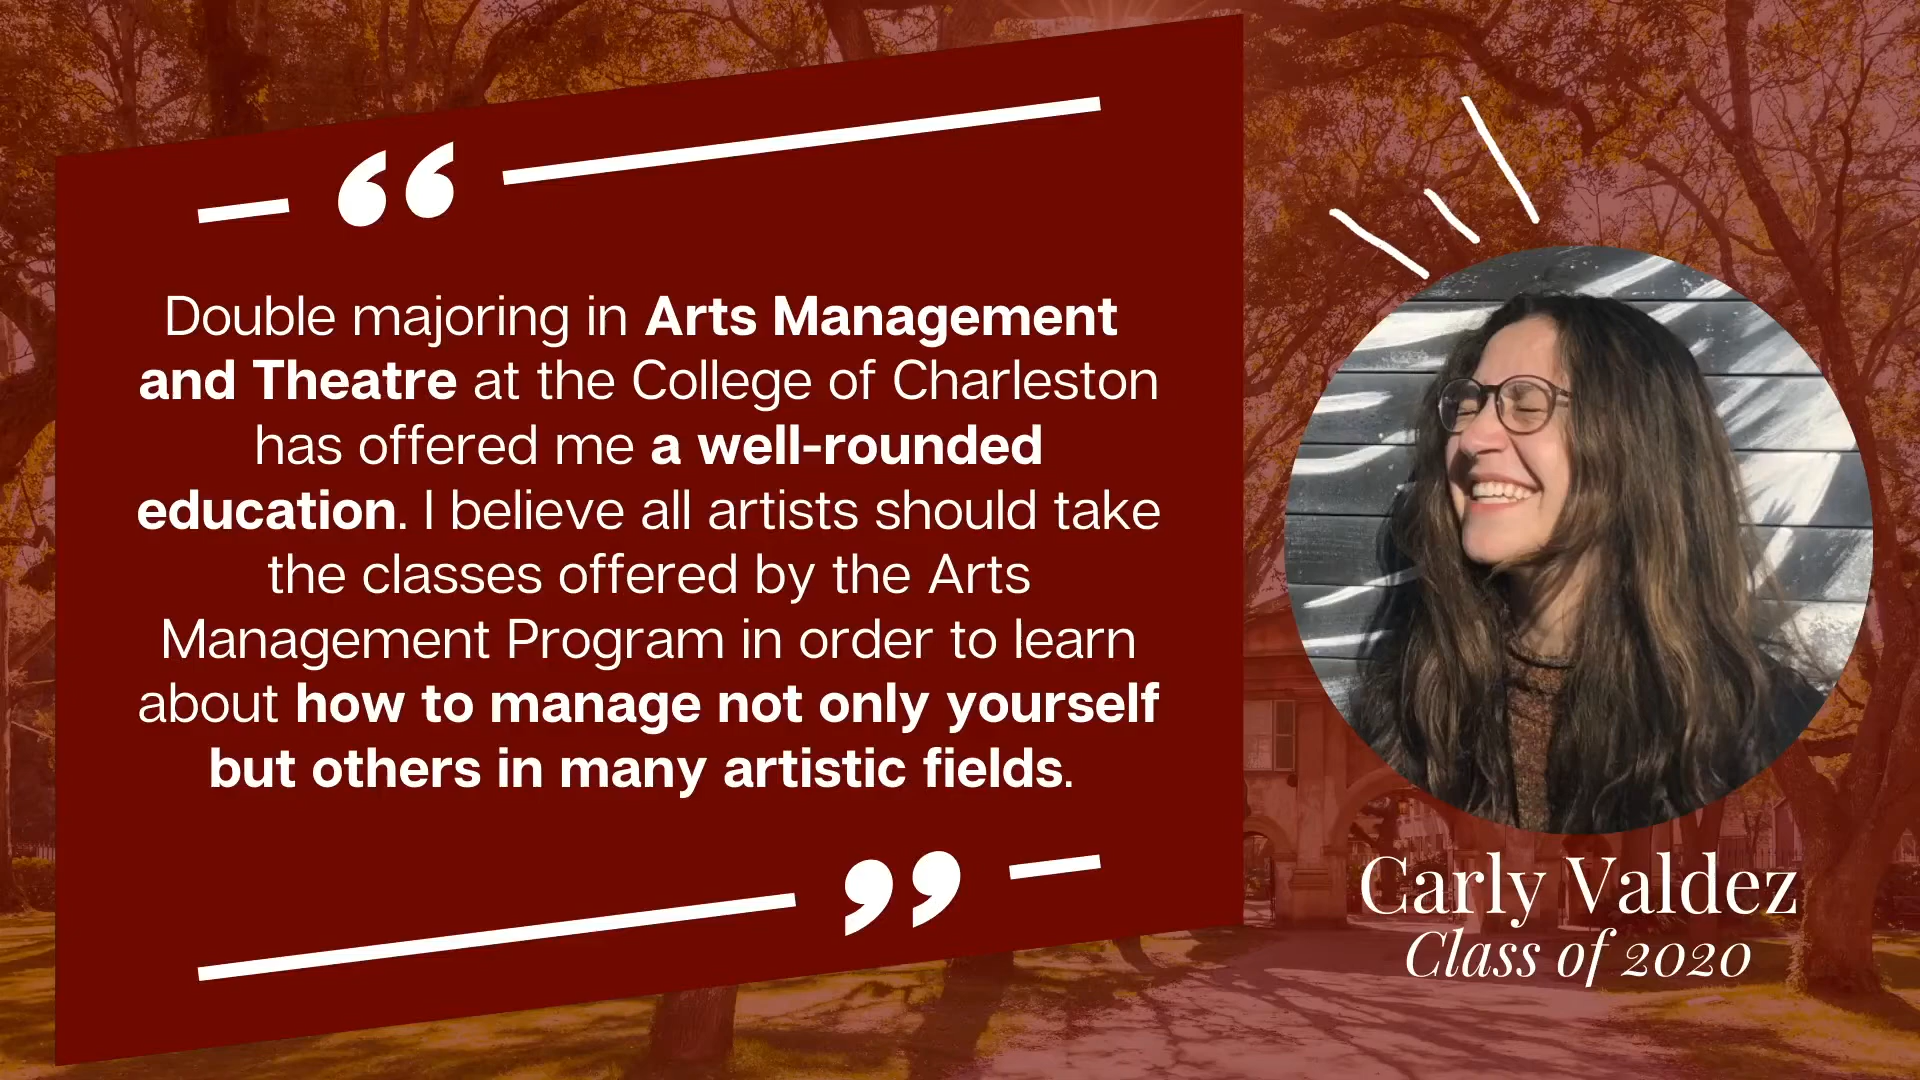 “
Double majoring in Arts Management
and Theatre at the College of Charleston
has offered me a well-rounded
education. I believe all artists should take
the classes offered by the Arts
Management Program in order to learn
about how to manage not only yourself
but others in many artistic fields.
”
Carly Valdez
Class of 2020